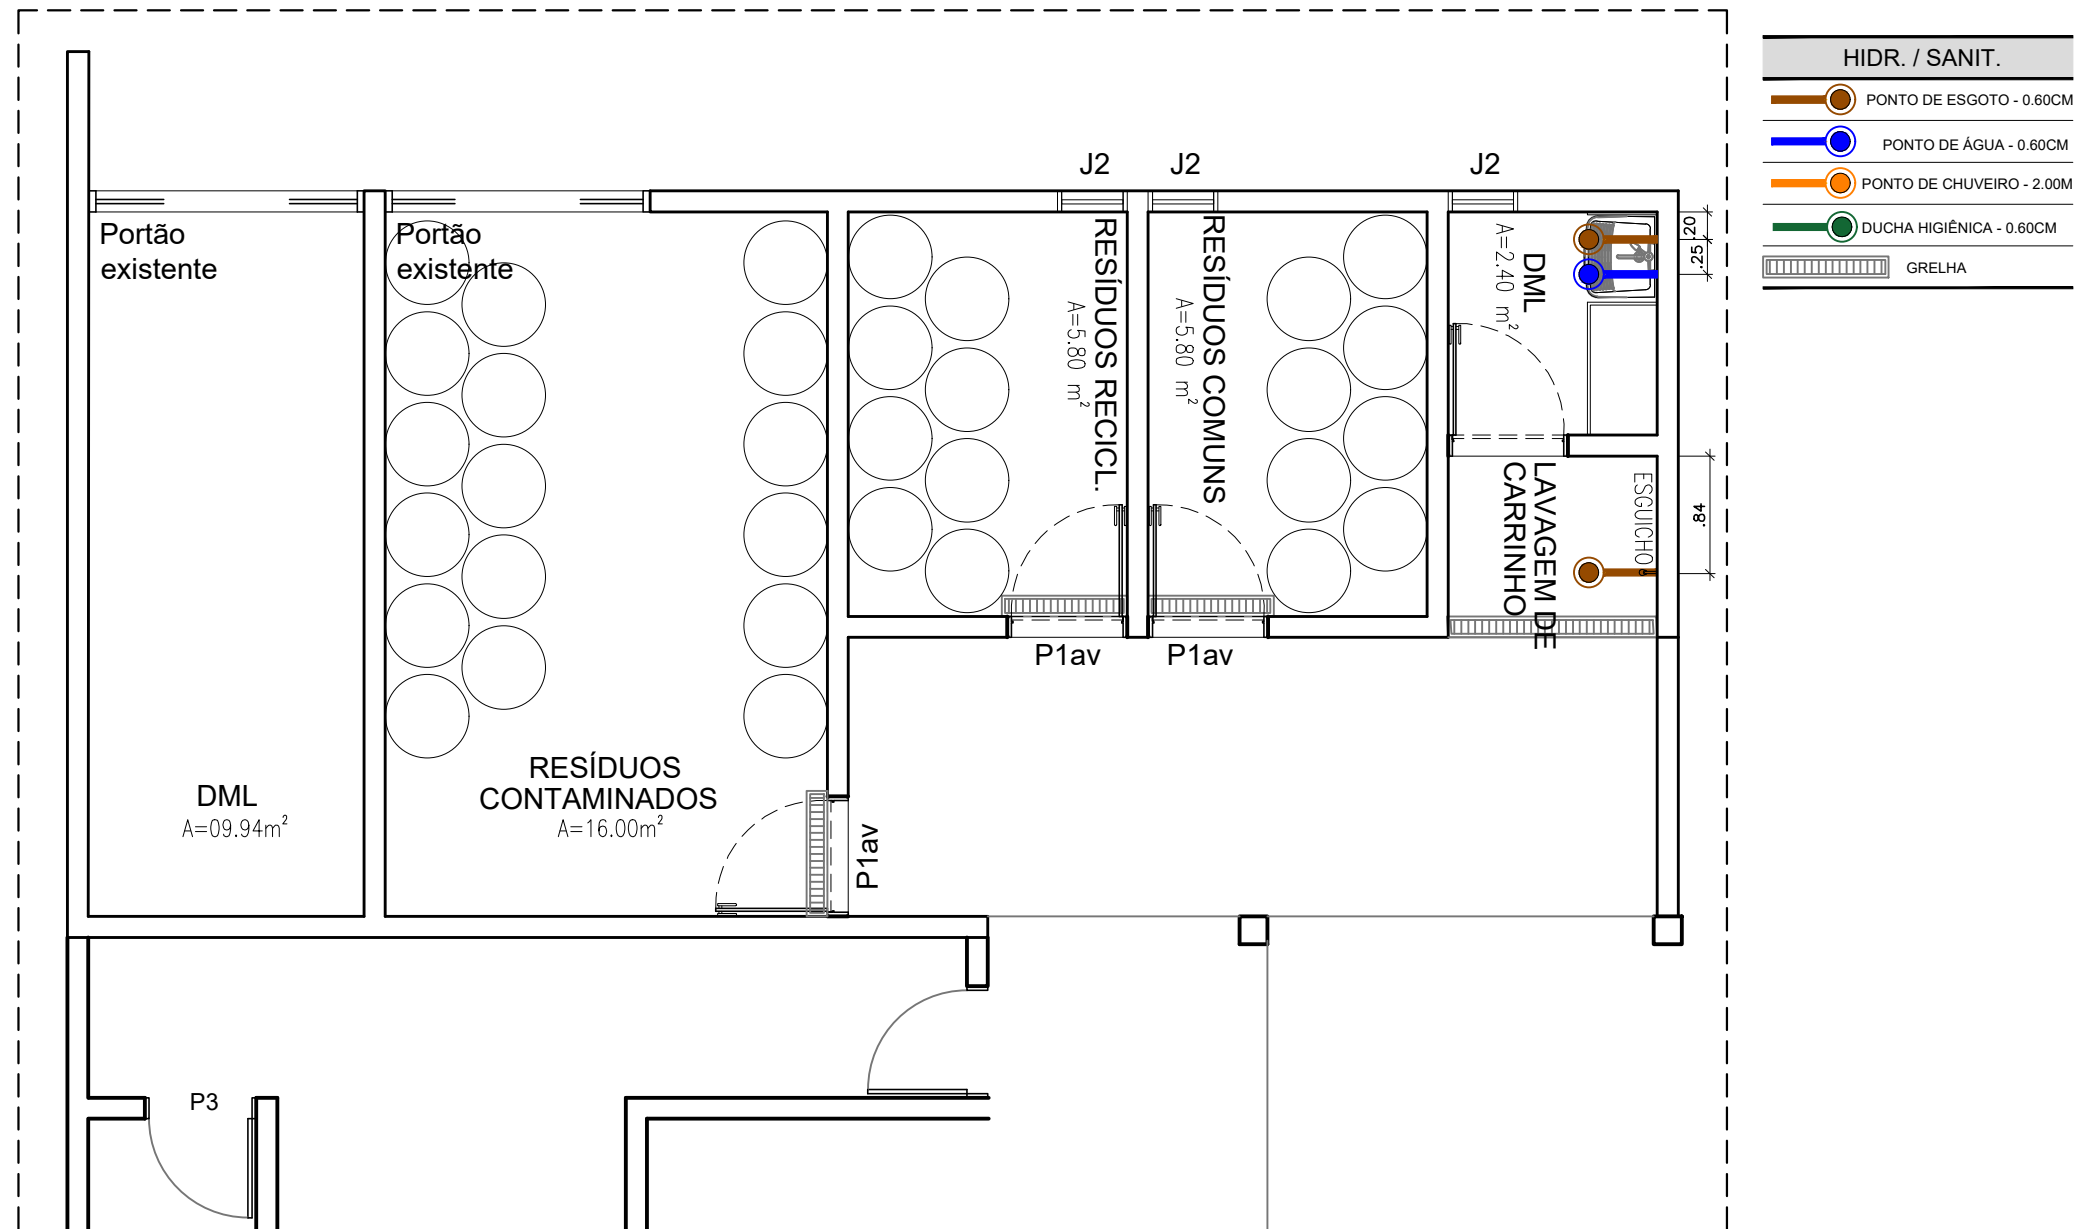 HIDR. / SANIT.
PONTO DE ESGOTO - 0.60CM
PONTO DE ÁGUA - 0.60CM
PONTO DE CHUVEIRO - 2.00M
DUCHA HIGIÊNICA - 0.60CM
GRELHA
J2
J2
J2
Portão
existente
Portão
existente
RESÍDUOS RECICL.
A=5.80 m²
RESÍDUOS COMUNS
A=5.80 m²
DML
A=2.40 m²
.20
.25
LAVAGEM DE
CARRINHO
ESGUICHO
.84
P1av
P1av
DML
A=09.94m²
RESÍDUOS
CONTAMINADOS
A=16.00m²
P1av
P3